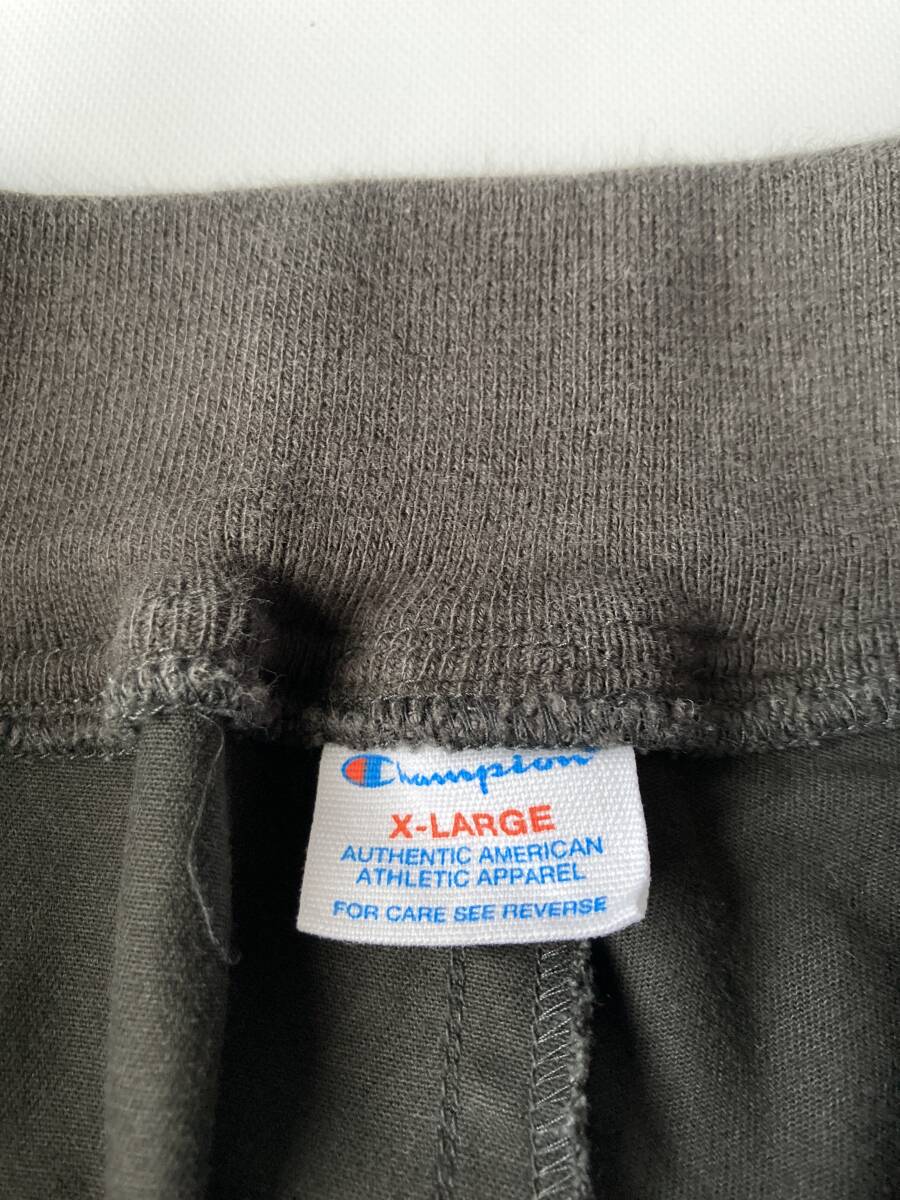 Champion
X-LARGE
AUTHENTIC AMERICAN
ATHLETIC APPAREL
FOR CARE SEE REVERSE